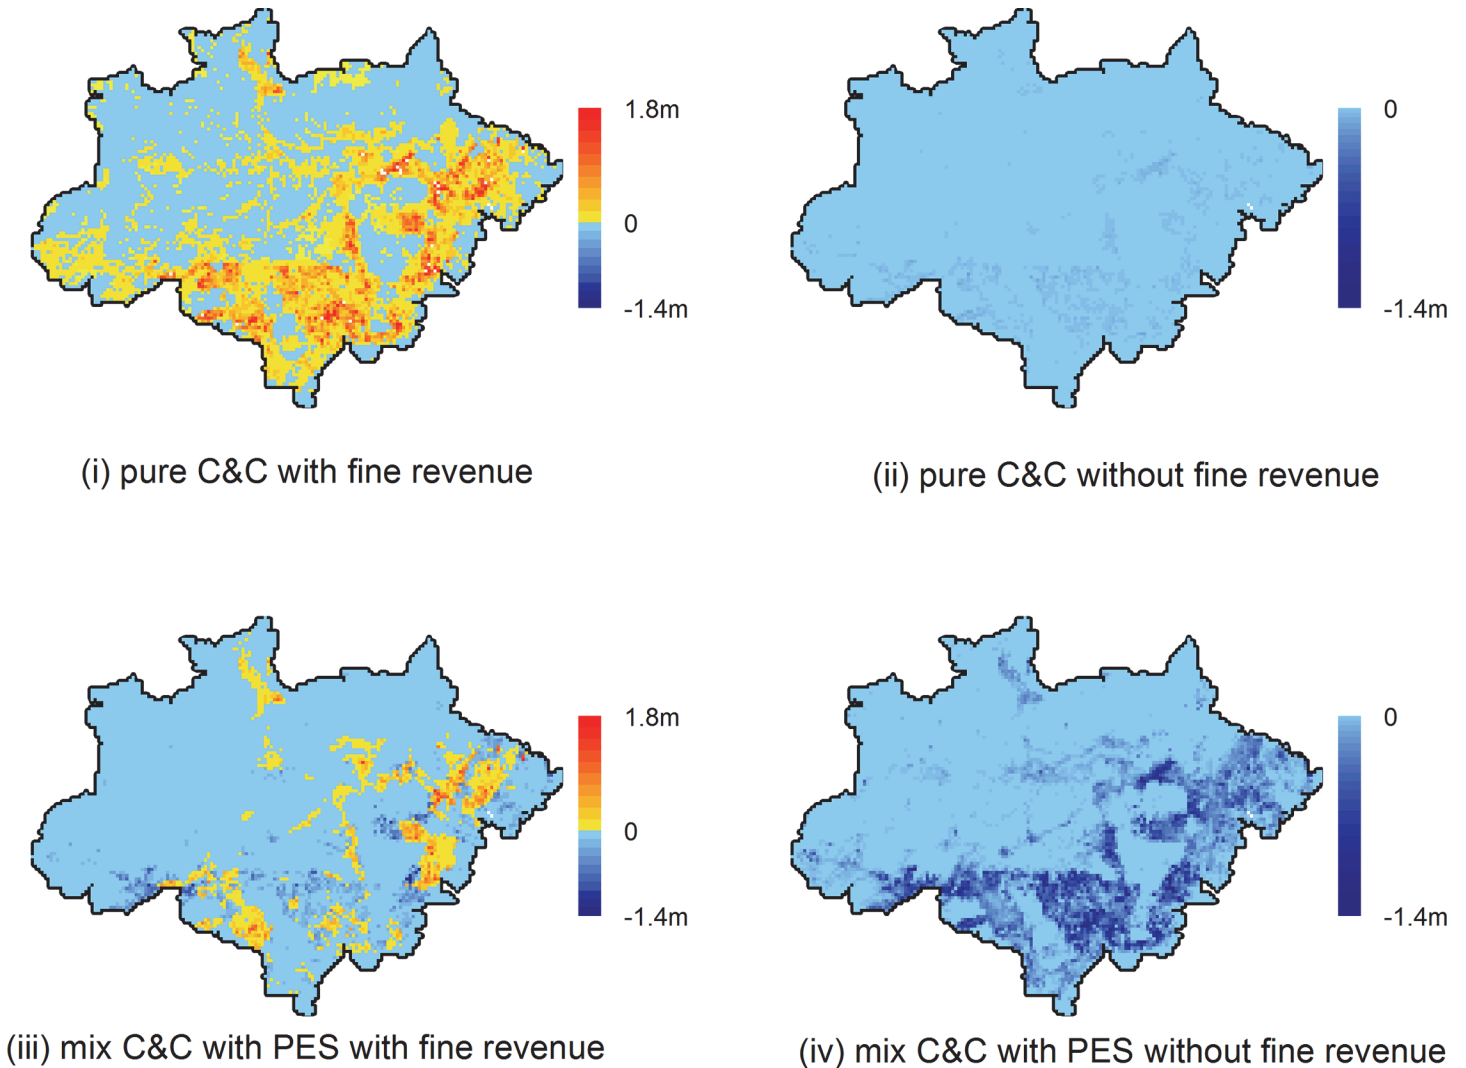 1.8m
0
-1.4m
0
-1.4m
(i) pure C&C with fine revenue
(ii) pure C&C without fine revenue
1.8m
0
-1.4m
0
-1.4m
(iii) mix C&C with PES with fine revenue
(iv) mix C&C with PES without fine revenue